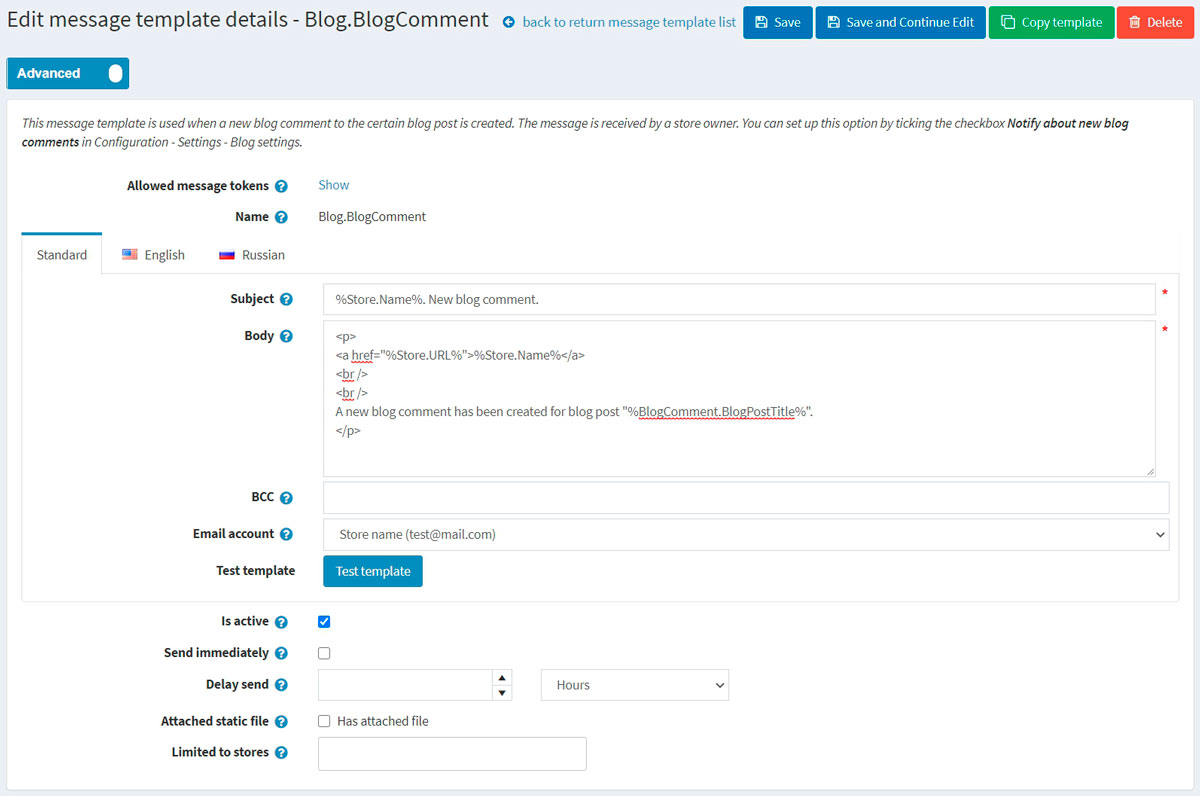 Edit message template details - Blog.BlogComment back to return message template list Save Save and Continue Edit Copy template Delete
Advanced
This message template is used when a new blog comment to the certain blog post is created. The message is received by a store owner. You can set up this option by ticking the checkbox Notify about new blog
comments in Configuration - Settings - Blog settings.
Allowed message tokens ? Show
Name ? Blog.BlogComment
Standard English Russian
Subject ? %Store.Name%. New blog comment. *
Body ? *
<p>
<a href="%Store.URL%">%Store.Name%</a>
<br />
<br />
A new blog comment has been created for blog post "%BlogComment.BlogPostTitle%".
</p>
BCC ?
Email account ? Store name (test@mail.com)
Test template Test template
Is active ?
Send immediately ?
Delay send ? Hours
Attached static file ? Has attached file
Limited to stores ?